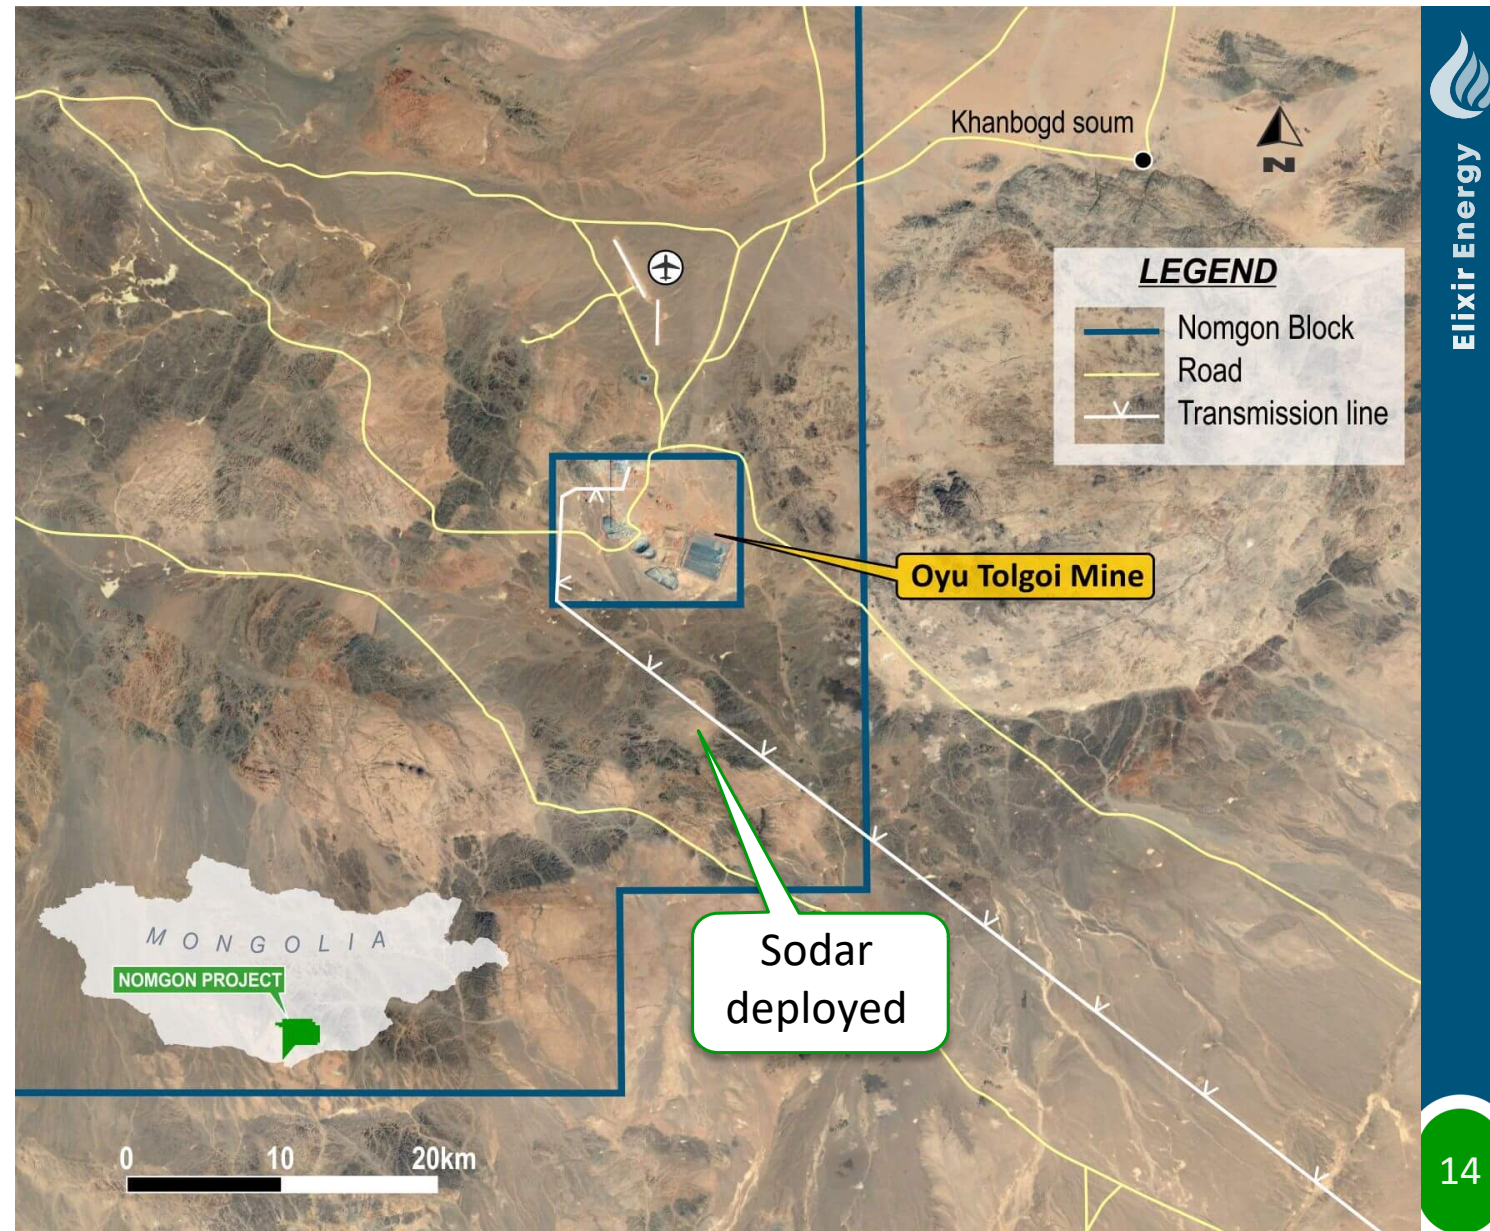 Khanbogd soum
N
LEGEND
Nomgon Block
Road
Transmission line
Elixir Energy
Oyu Tolgoi Mine
Sodar
deployed
MONGOLIA
NOMGON PROJECT
0 10 20km
14